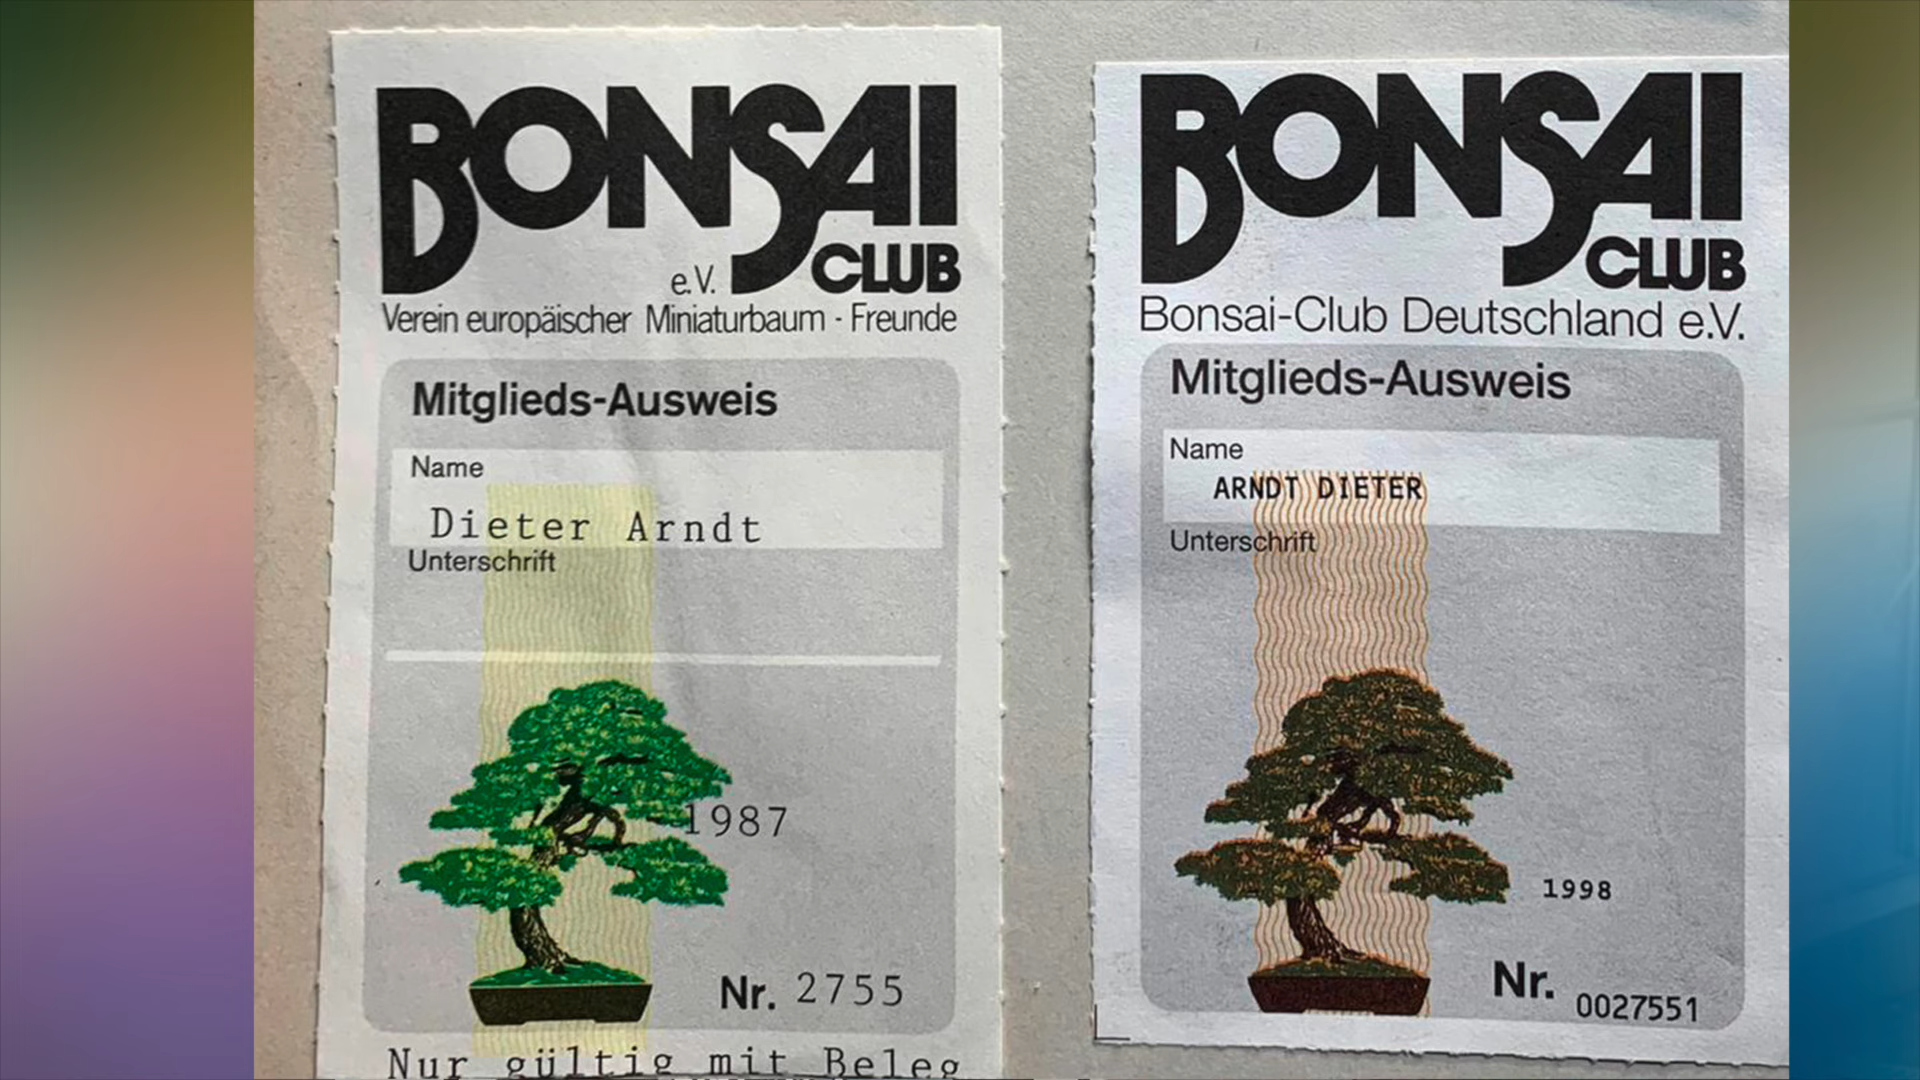 BONSAI
e.V. CLUB
Verein europäischer Miniaturbaum - Freunde
Mitglieds-Ausweis
Name
Dieter Arndt
Unterschrift
1987
Nr. 2755
Nur gültig mit Beleg
BONSAI
CLUB
Bonsai-Club Deutschland e.V.
Mitglieds-Ausweis
Name
ARNDT DIETER
Unterschrift
1998
Nr. 0027551